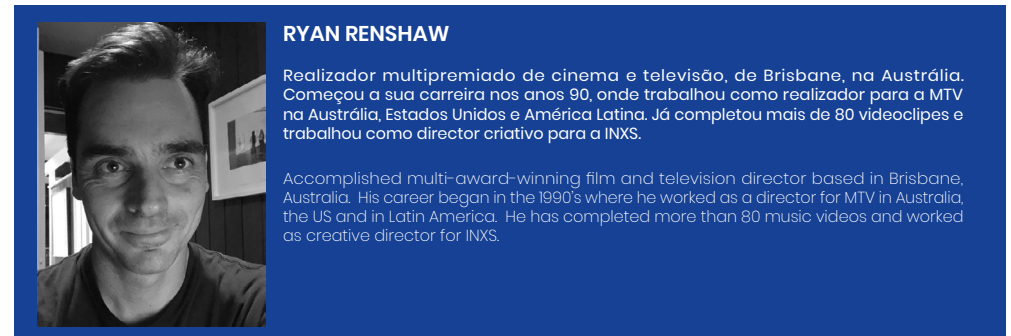 RYAN RENSHAW
Realizador multipremiado de cinema e televisão, de Brisbane, na Austrália.
Começou a sua carreira nos anos 90, onde trabalhou como realizador para a MTV
na Austrália, Estados Unidos e América Latina. Já completou mais de 80 videoclipes e
trabalhou como director criativo para a INXS.
Accomplished multi-award-winning film and television director based in Brisbane,
Australia. His career began in the 1990's where he worked as a director for MTV in Australia,
the US and in Latin America. He has completed more than 80 music videos and worked
as creative director for INXS.